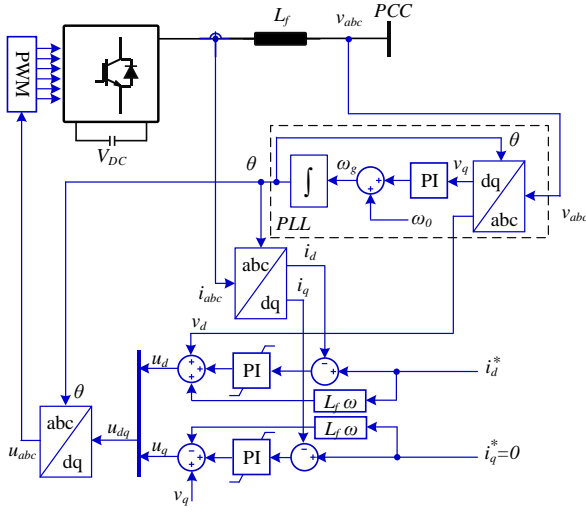 L_f
v_abc
PCC
PWM
V_DC
θ
θ
∫
ω_g
PI
v_q
dq
abc
v_abc
PLL
ω_0
abc
dq
i_abc
i_d
i_q
v_d
u_d
PI
i_d^*
L_f ω
θ
abc
dq
u_abc
u_dq
L_f ω
u_q
PI
i_q^*=0
v_q